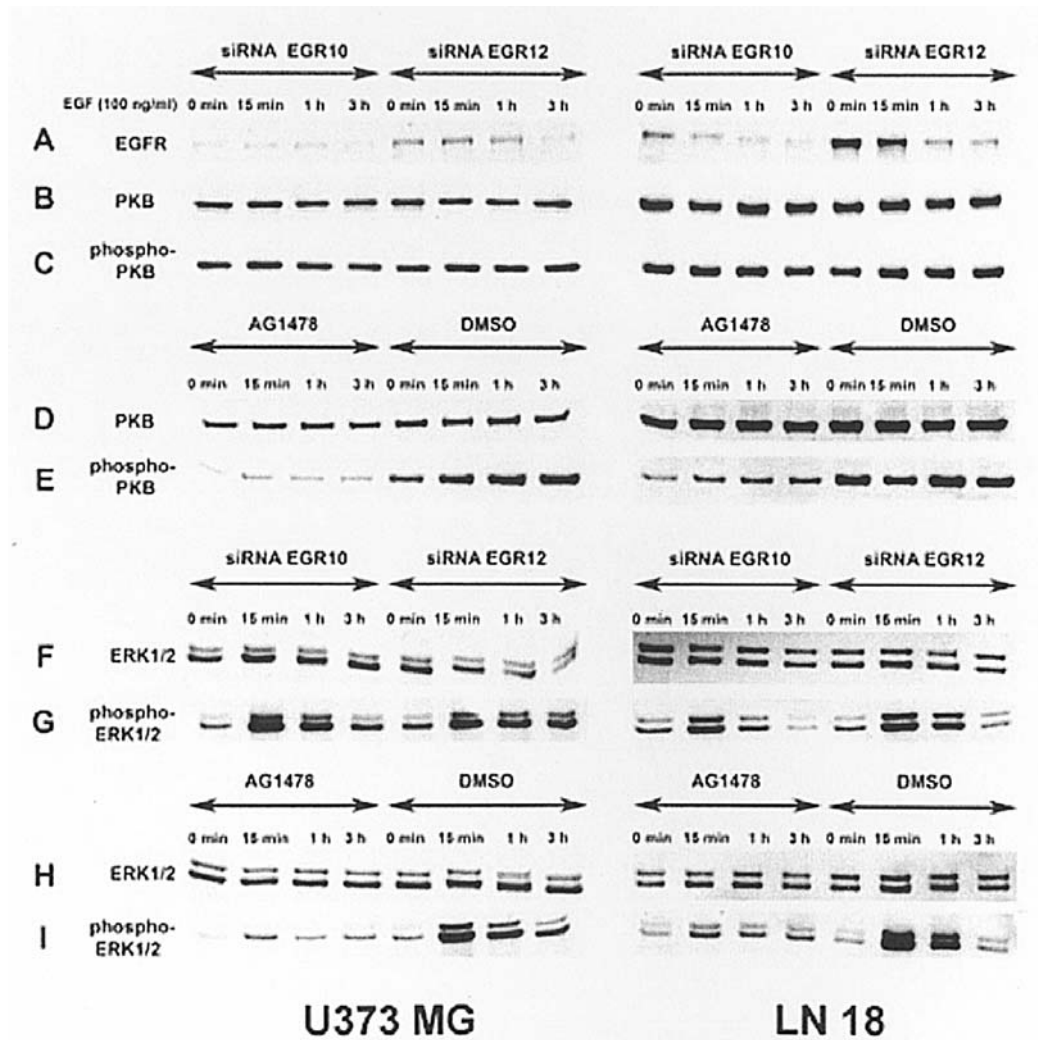 siRNA EGR10 siRNA EGR12 siRNA EGR10 siRNA EGR12
EGF (100 ng/ml) 0 min 15 min 1 h 3 h 0 min 15 min 1 h 3 h 0 min 15 min 1 h 3 h 0 min 15 min 1 h 3 h
A EGFR
B PKB
C phospho-
PKB
AG1478 DMSO AG1478 DMSO
0 min 15 min 1 h 3 h 0 min 15 min 1 h 3 h 0 min 15 min 1 h 3 h 0 min 15 min 1 h 3 h
D PKB
E phospho-
PKB
siRNA EGR10 siRNA EGR12 siRNA EGR10 siRNA EGR12
0 min 15 min 1 h 3 h 0 min 15 min 1 h 3 h 0 min 15 min 1 h 3 h 0 min 15 min 1 h 3 h
F ERK1/2
G phospho-
ERK1/2
AG1478 DMSO AG1478 DMSO
0 min 15 min 1 h 3 h 0 min 15 min 1 h 3 h 0 min 15 min 1 h 3 h 0 min 15 min 1 h 3 h
H ERK1/2
I phospho-
ERK1/2
U373 MG LN 18